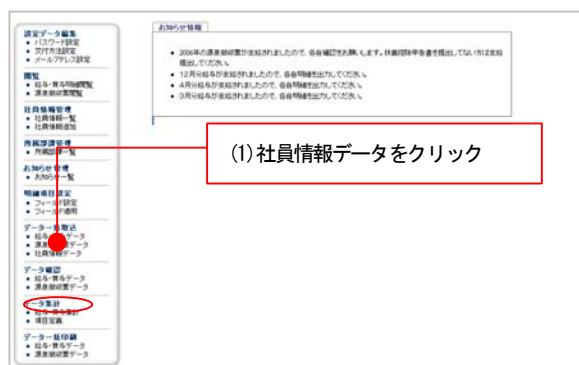 設定データ編集
• パスワード設定
• 交付方法設定
• メールアドレス設定
閲覧
• 給与・賞与明細閲覧
• 源泉徴収票閲覧
社員情報管理
• 社員情報一覧
• 社員情報追加
所属部課管理
• 所属部課一覧
お知らせ管理
• お知らせ一覧
明細項目設定
• フィールド設定
• フィールド適用
データ一括取込
• 給与・賞与データ
• 源泉徴収票データ
• 社員情報データ
データ確認
• 給与・賞与データ
• 源泉徴収票データ
データ集計
• 給与・賞与集計
• 項目定義
データ一括印刷
• 給与・賞与データ
• 源泉徴収票データ
お知らせ情報
• 2006年の源泉徴収票が支給されましたので、各自確認をお願いします。扶養控除申告書を提出してない方は支給
提出してください。
• 12月分給与が支給されましたので、各自明細を出力してください。
• 4月分給与が支給されましたので、各自明細を出力してください。
• 3月分給与が支給されましたので、各自明細を出力してください。
(1)社員情報データをクリック